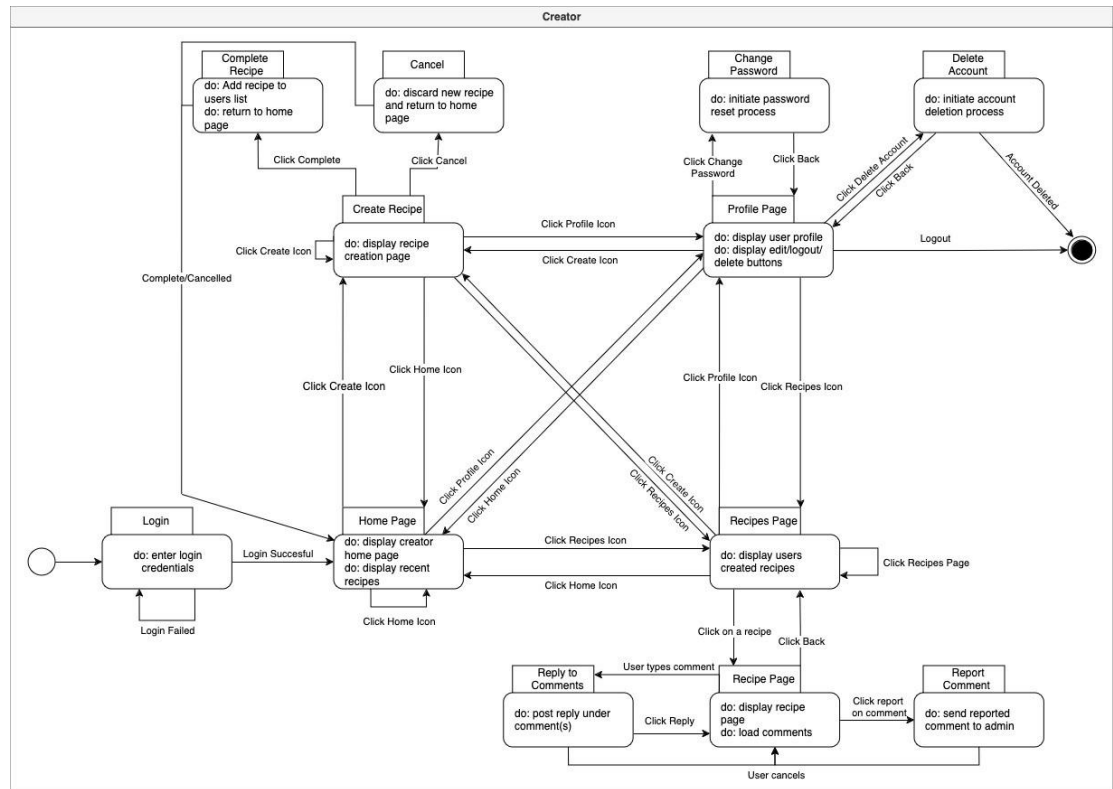 Creator
Complete
Recipe
do: Add recipe to
users list
do: return to home
page
Cancel
do: discard new recipe
and return to home
page
Change
Password
do: initiate password
reset process
Delete
Account
do: initiate account
deletion process
Click Complete
Click Cancel
Click Change
Password
Click Back
Click Delete Account
Click Back
Account Deleted
Create Recipe
do: display recipe
creation page
Click Create Icon
Click Profile Icon
Click Create Icon
Profile Page
do: display user profile
do: display edit/logout/
delete buttons
Logout
Complete/Cancelled
Click Create Icon
Click Home Icon
Click Profile Icon
Click Recipes Icon
Click Profile Icon
Click Home Icon
Click Create Icon
Click Recipes Icon
Login
do: enter login
credentials
Login Succesful
Login Failed
Home Page
do: display creator
home page
do: display recent
recipes
Click Home Icon
Click Recipes Icon
Click Home Icon
Recipes Page
do: display users
created recipes
Click Recipes Page
Click on a recipe
Click Back
Reply to
Comments
do: post reply under
comment(s)
User types comment
Click Reply
Recipe Page
do: display recipe
page
do: load comments
Click report
on comment
Report
Comment
do: send reported
comment to admin
User cancels